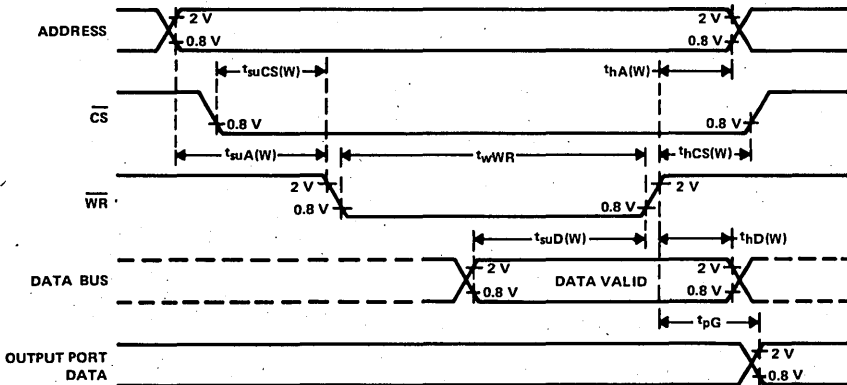 ADDRESS
2 V
0.8 V
2 V
0.8 V
tsuCS(W)
thA(W)
CS
0.8 V
0.8 V
tsuA(W)
twWR
thCS(W)
WR
2 V
0.8 V
0.8 V
2 V
tsuD(W)
thD(W)
DATA BUS
2 V
0.8 V
DATA VALID
2 V
0.8 V
tpG
OUTPUT PORT
DATA
2 V
0.8 V